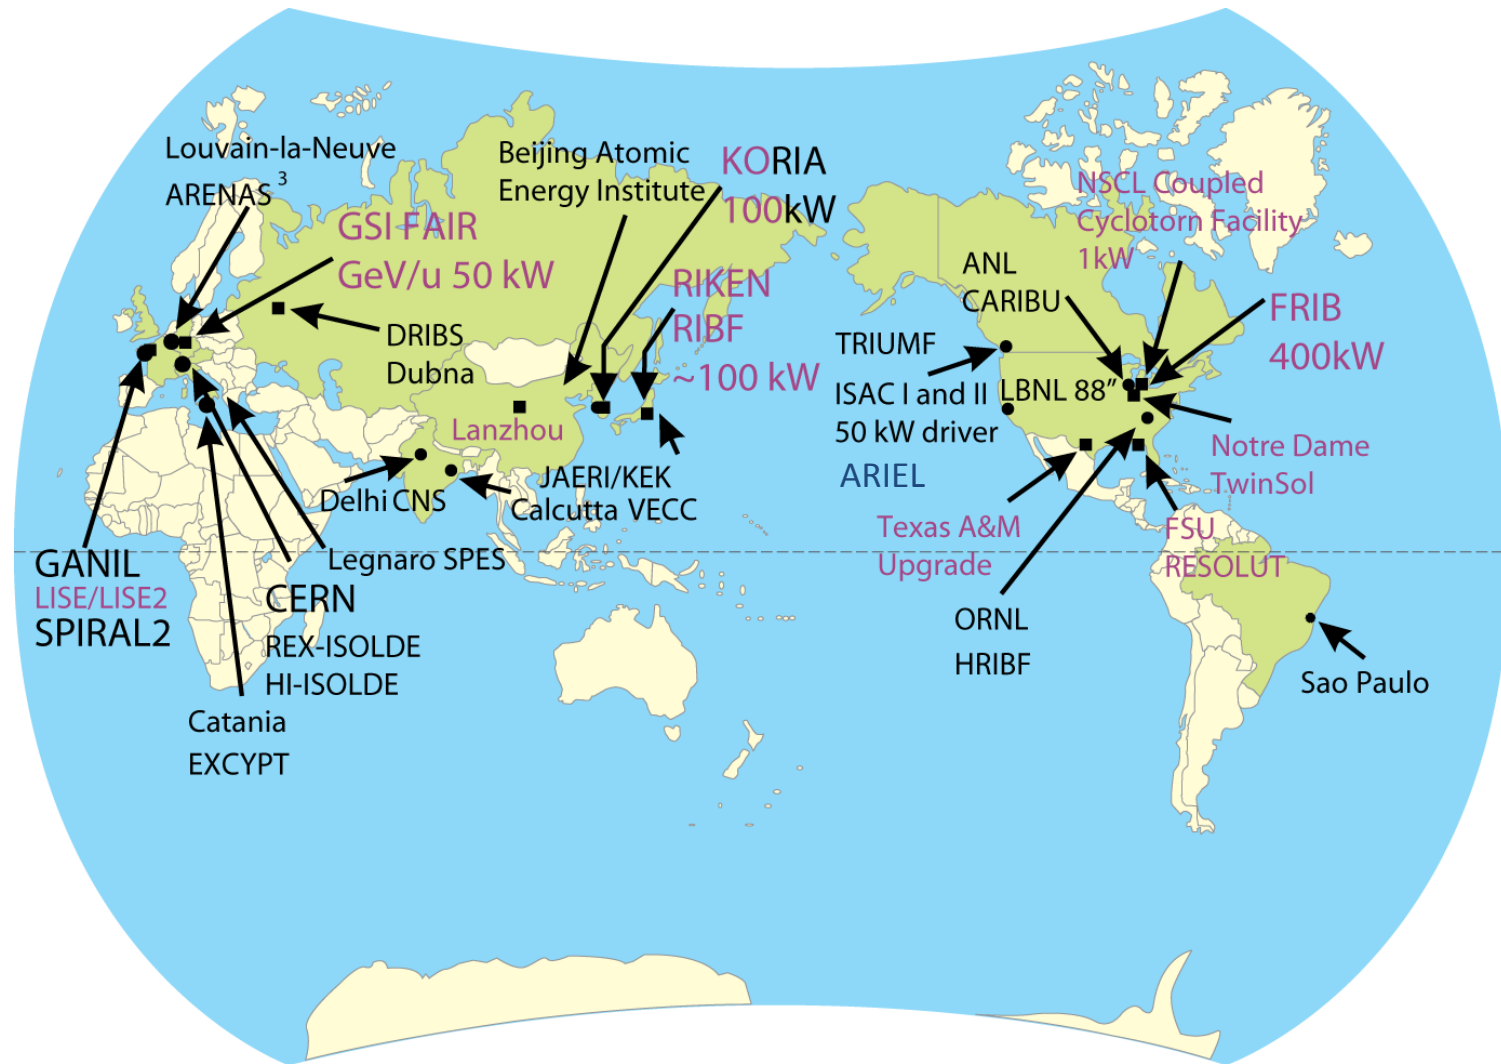 Louvain-la-Neuve
ARENAS 3
GSI FAIR
GeV/u 50 kW
DRIBS
Dubna
Beijing Atomic
Energy Institute
KORIA
100kW
RIKEN
RIBF
~100 kW
Lanzhou
JAERI/KEK
Delhi CNS
Calcutta VECC
GANIL
LISE/LISE2
SPIRAL2
Legnaro SPES
CERN
REX-ISOLDE
HI-ISOLDE
Catania
EXCYPT
NSCL Coupled
Cyclotorn Facility
1kW
ANL
CARIBU
FRIB
400kW
TRIUMF
ISAC I and II
50 kW driver
ARIEL
LBNL 88”
Notre Dame
TwinSol
Texas A&M
Upgrade
FSU
RESOLUT
ORNL
HRIBF
Sao Paulo